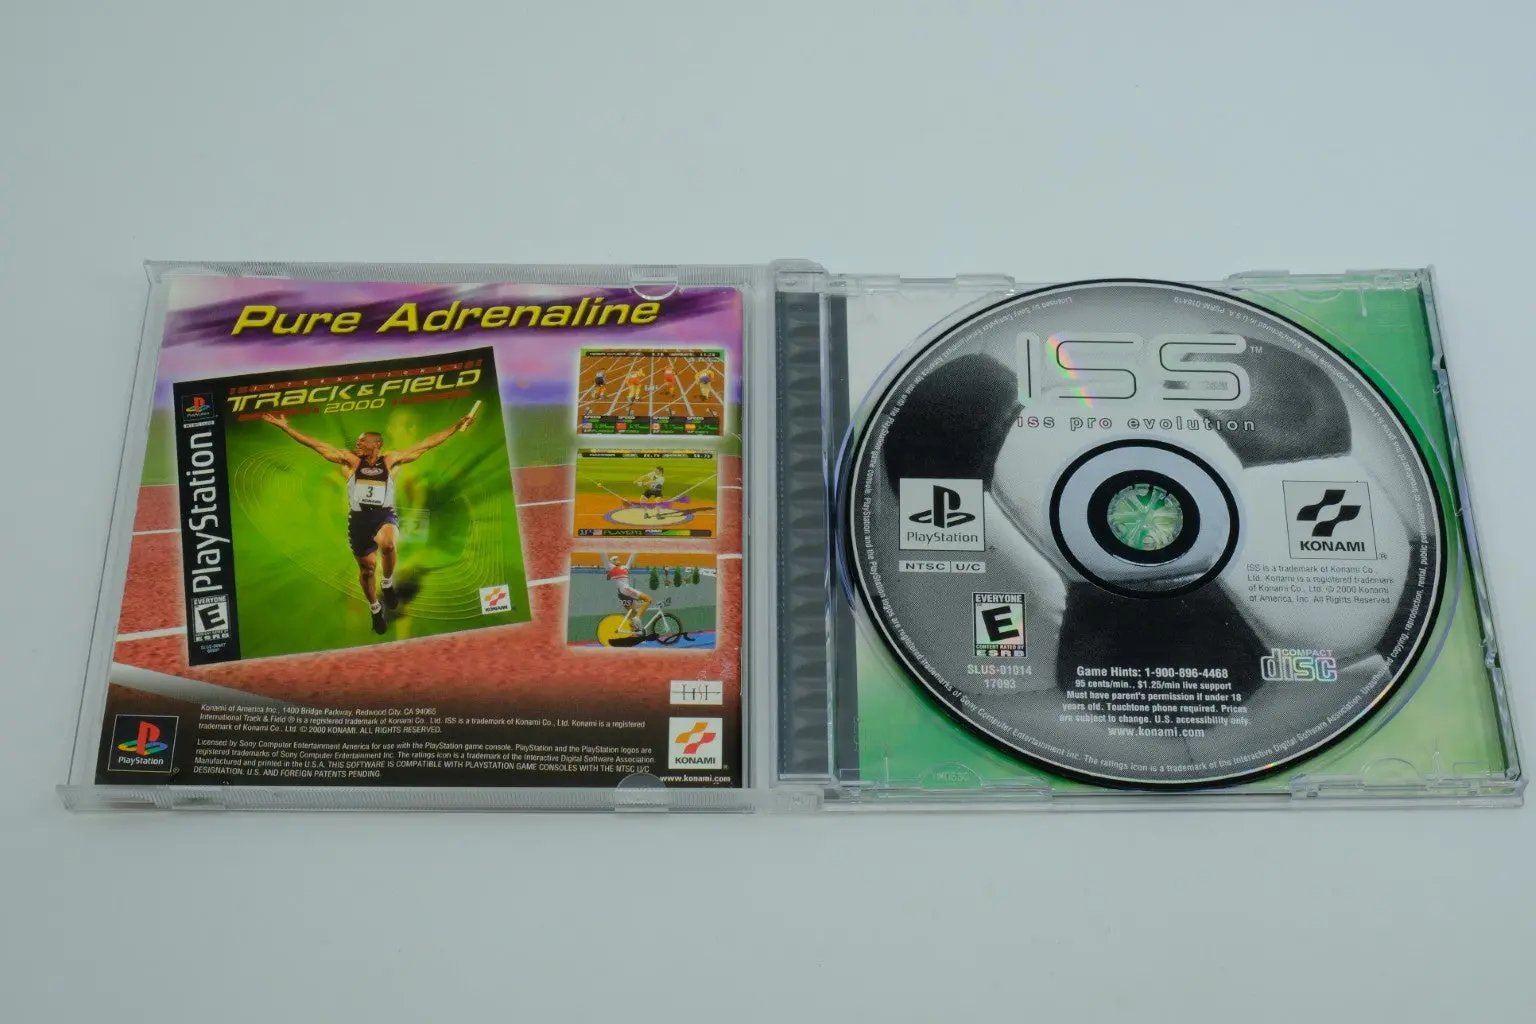 Pure Adrenaline
INTERNATIONAL
TRACK & FIELD
2000
PlayStation
3
KONAMI
EVERYONE
E
ESRB
Konami of America Inc., 1400 Bridge Parkway, Redwood City, CA 94065
International Track & Field ® is a registered trademark of Konami Co., Ltd. ISS is a trademark of Konami Co., Ltd. Konami is a registered
trademark of Konami Co., Ltd. © 2000 KONAMI. ALL RIGHTS RESERVED.
Licensed by Sony Computer Entertainment America for use with the PlayStation game console. PlayStation and the PlayStation logos are
registered trademarks of Sony Computer Entertainment Inc. The ratings icon is a trademark of the Interactive Digital Software Association.
Manufactured and printed in the U.S.A. THIS SOFTWARE IS COMPATIBLE WITH PLAYSTATION GAME CONSOLES WITH THE NTSC U/C
DESIGNATION. U.S. AND FOREIGN PATENTS PENDING.
PlayStation
KONAMI
www.konami.com
ISS™
iss pro evolution
PlayStation
NTSC U/C
KONAMI®
ISS is a trademark of Konami Co.,
Ltd. Konami is a registered trademark
of Konami Co., Ltd. © 2000 Konami
of America, Inc. All Rights Reserved.
EVERYONE
E
CONTENT RATED BY
ESRB
SLUS-01014
17093
COMPACT
disc
Game Hints: 1-900-896-4468
95 cents/min., $1.25/min live support
Must have parent's permission if under 18
years old. Touchtone phone required. Prices
are subject to change. U.S. accessibility only.
www.konami.com